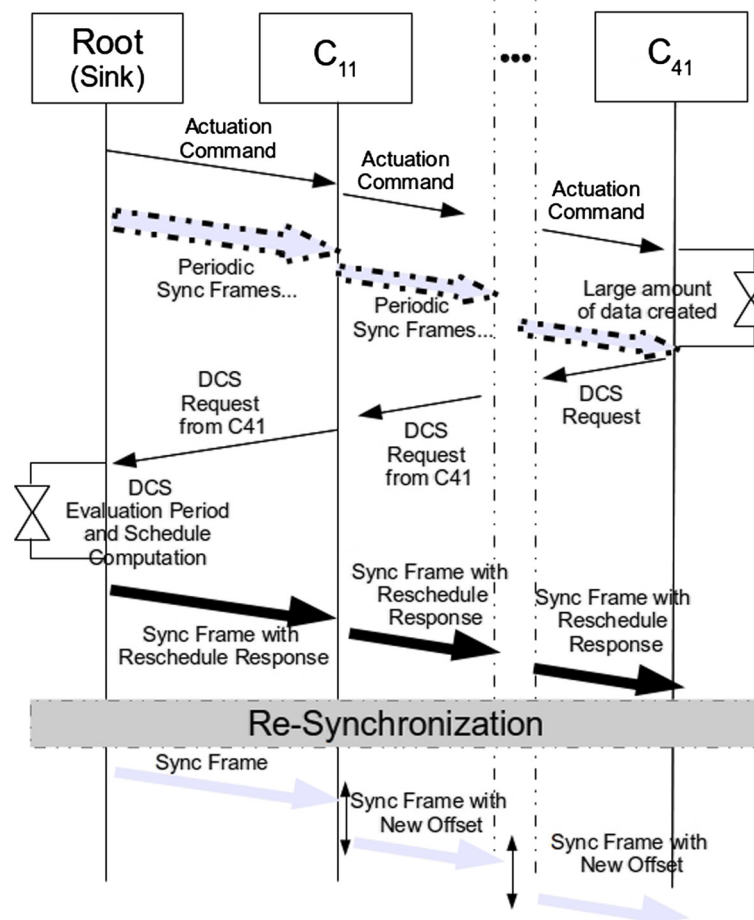 Root
(Sink)
C11
•••
C41
Actuation
Command
Actuation
Command
Actuation
Command
Periodic
Sync Frames...
Periodic
Sync Frames...
Large amount
of data created
DCS
Request
DCS
Request
from C41
DCS
Request
from C41
DCS
Evaluation Period
and Schedule
Computation
Sync Frame with
Reschedule Response
Sync Frame with
Reschedule
Response
Sync Frame with
Reschedule
Response
Re-Synchronization
Sync Frame
Sync Frame with
New Offset
Sync Frame with
New Offset